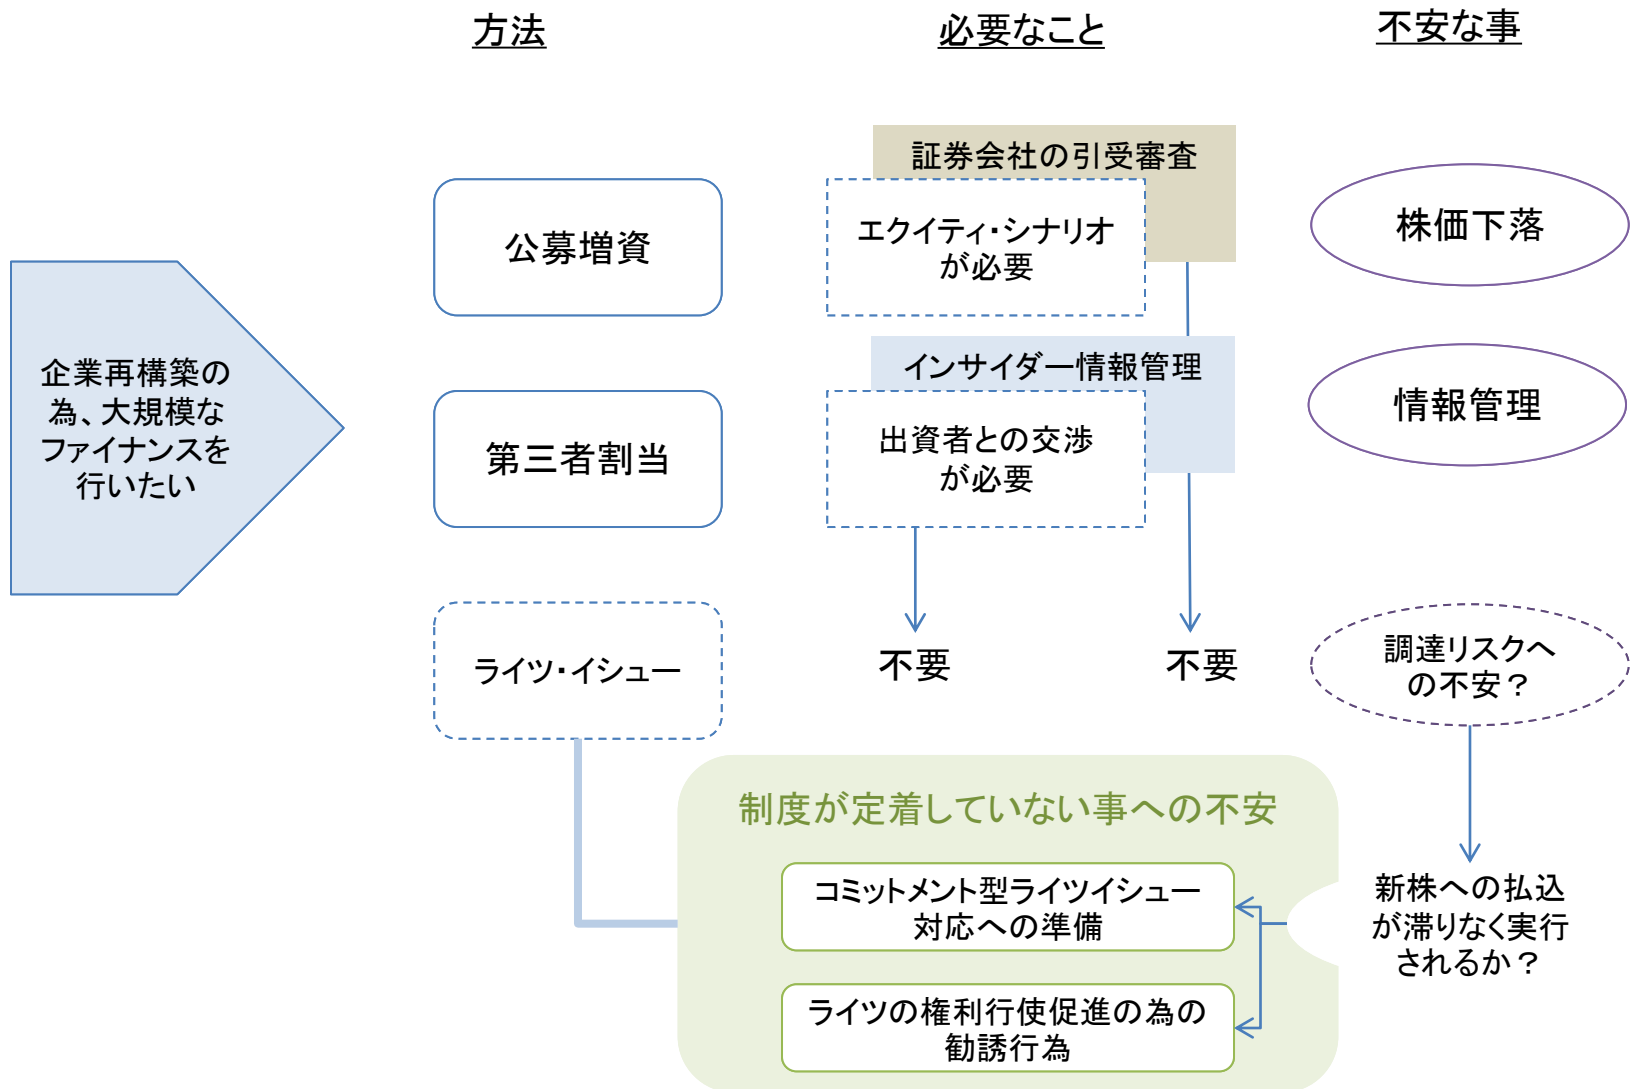 方法
必要なこと
不安な事
企業再構築の
為、大規模な
ファイナンスを
行いたい
公募増資
証券会社の引受審査
エクイティ・シナリオ
が必要
株価下落
第三者割当
インサイダー情報管理
出資者との交渉
が必要
情報管理
ライツ・イシュー
不要
不要
調達リスクへ
の不安？
制度が定着していない事への不安
コミットメント型ライツイシュー
対応への準備
ライツの権利行使促進の為の
勧誘行為
新株への払込
が滞りなく実行
されるか？